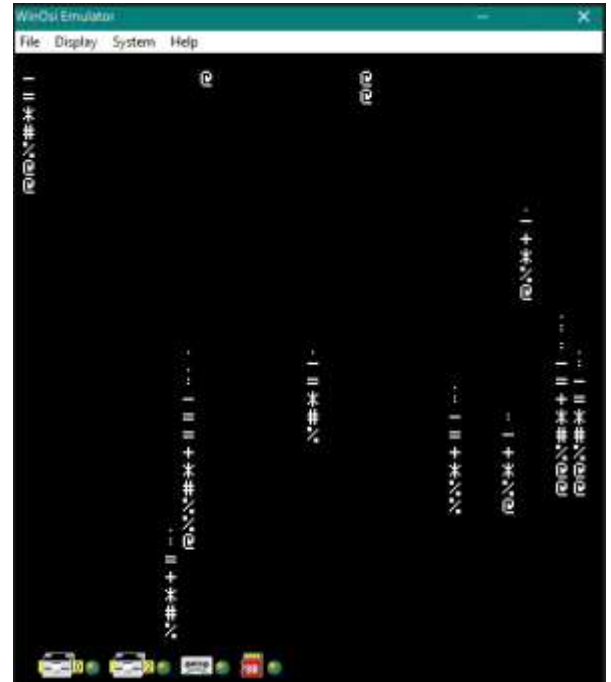 WinOsi Emulator
File Display System Help
- @ @
= @
*
#
%
@
@
.
-
+
*
%
@
.
:
. . : .
. - - :
: = = - 
- * . + =
= # : * *
= % - : # #
+ = - % %
* + + @ @
# * * @ @
% % %
% % @
. @
:
=
+
*
#
%